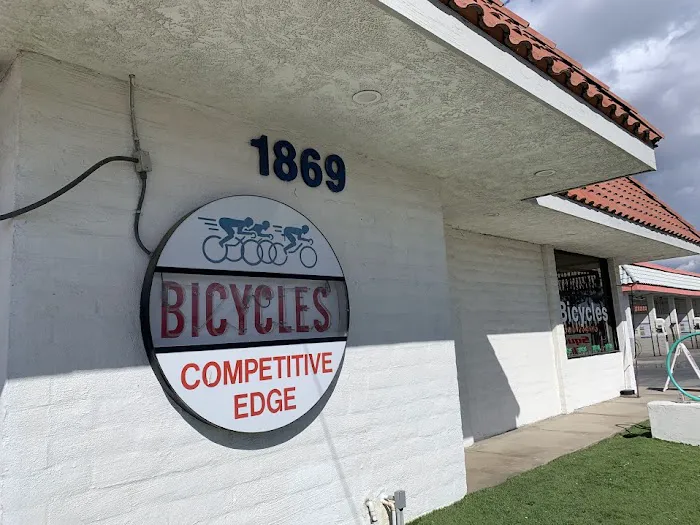 1869
BICYCLES
COMPETITIVE
EDGE
Bicycles